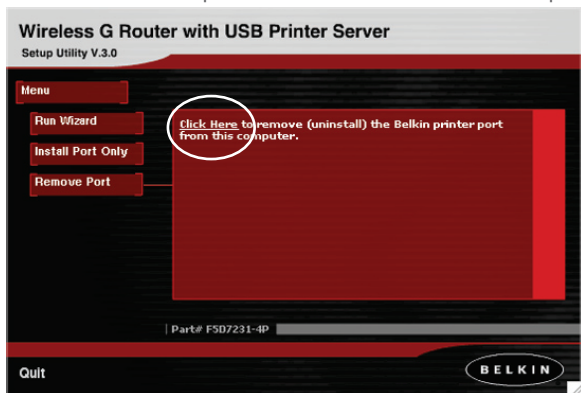 Wireless G Router with USB Printer Server
Setup Utility V.3.0
Menu
Run Wizard
Install Port Only
Remove Port
Click Here to remove (uninstall) the Belkin printer port
from this computer.
Part# F5D7231-4P
Quit
BELKIN